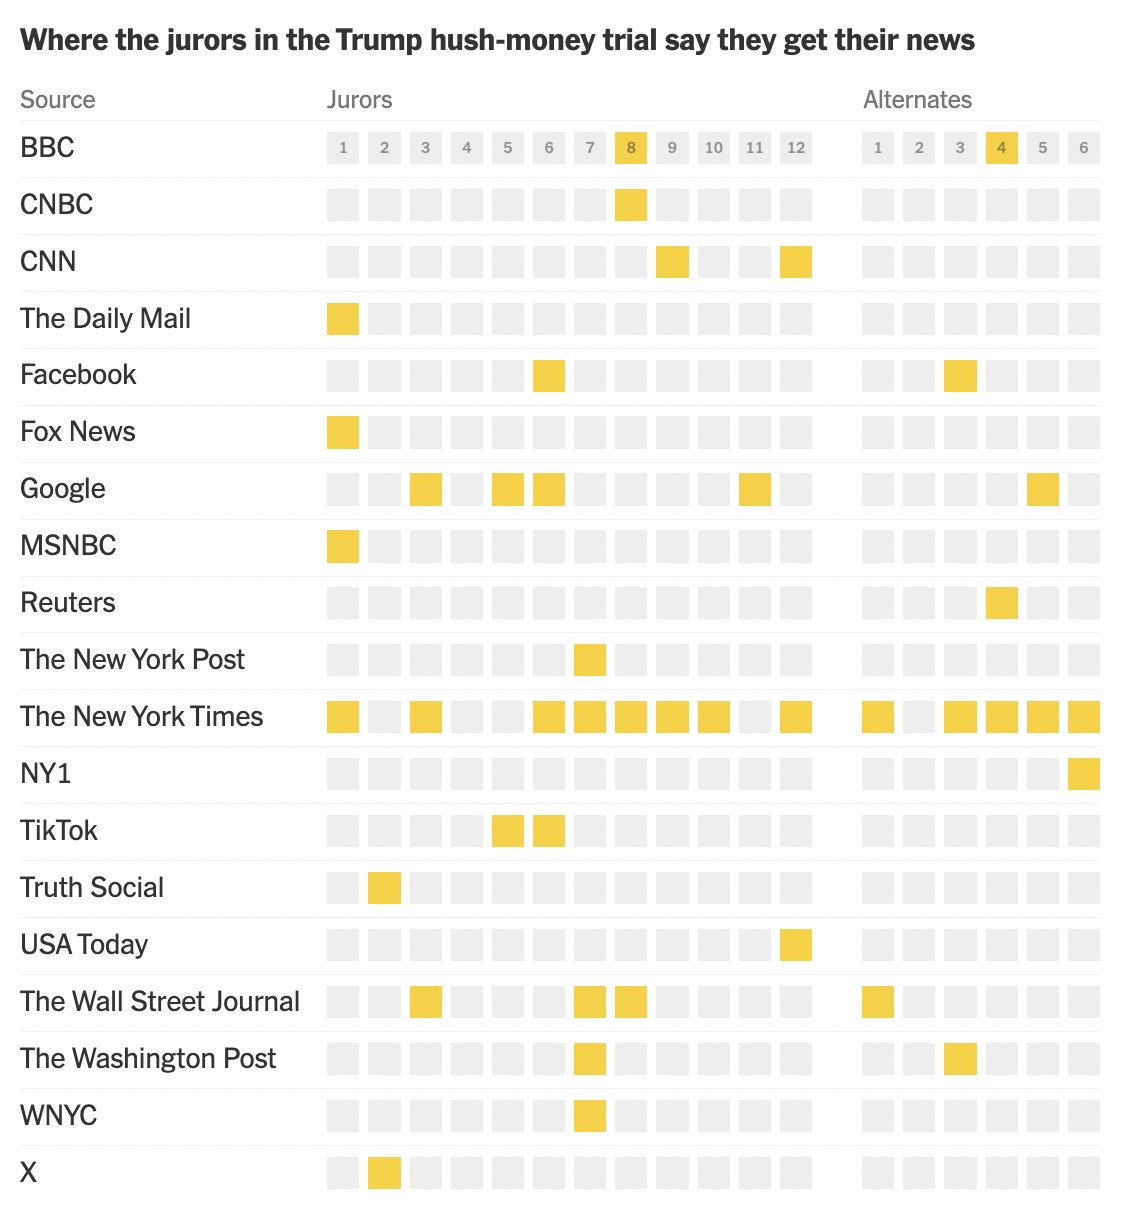 Where the jurors in the Trump hush-money trial say they get their news
Source Jurors Alternates
BBC 1 2 3 4 5 6 7 8 9 10 11 12 1 2 3 4 5 6
CNBC
CNN
The Daily Mail
Facebook
Fox News
Google
MSNBC
Reuters
The New York Post
The New York Times
NY1
TikTok
Truth Social
USA Today
The Wall Street Journal
The Washington Post
WNYC
X